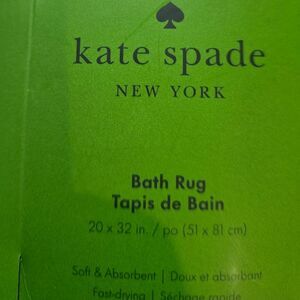 kate spade
NEW YORK
Bath Rug
Tapis de Bain
20 x 32 in. / po (51 x 81 cm)
Soft & Absorbent | Doux et absorbant
Fast-drying | Séchage rapide